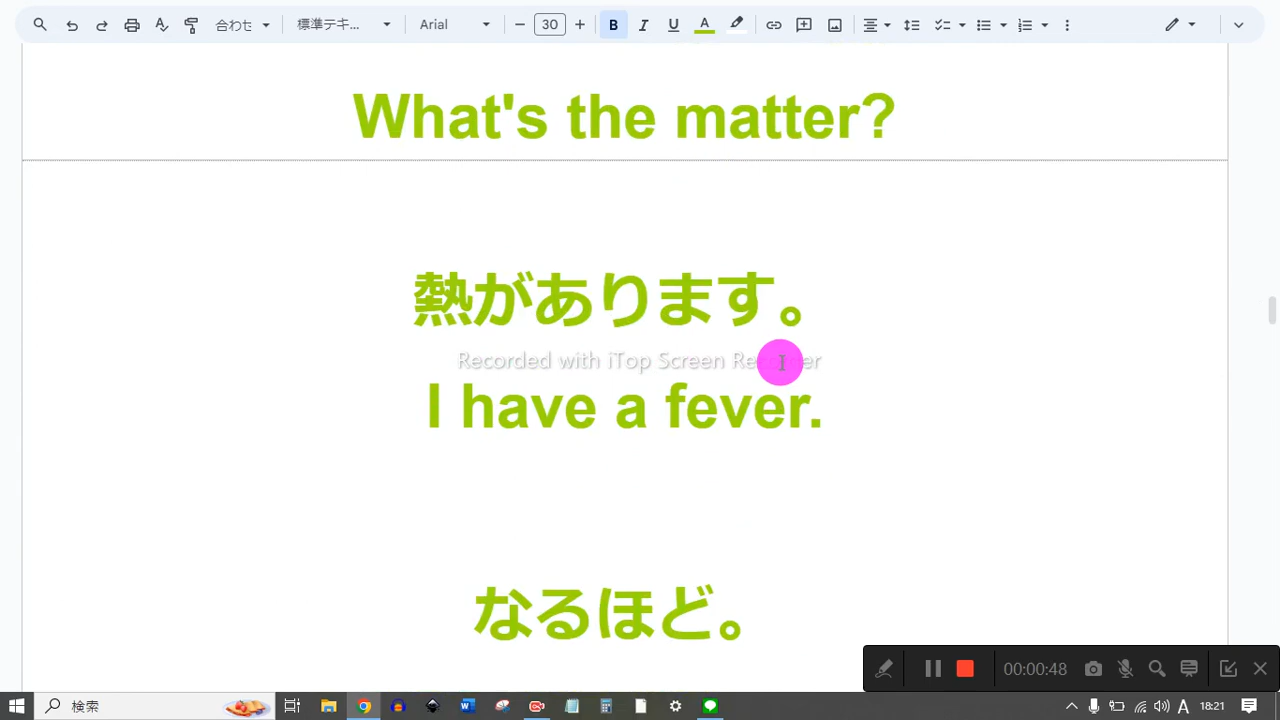 合わせ
標準テキ...
Arial
30
What's the matter?
熱があります。
Recorded with iTop Screen Recorder
I have a fever.
なるほど。
00:00:48
検索
A
18:21